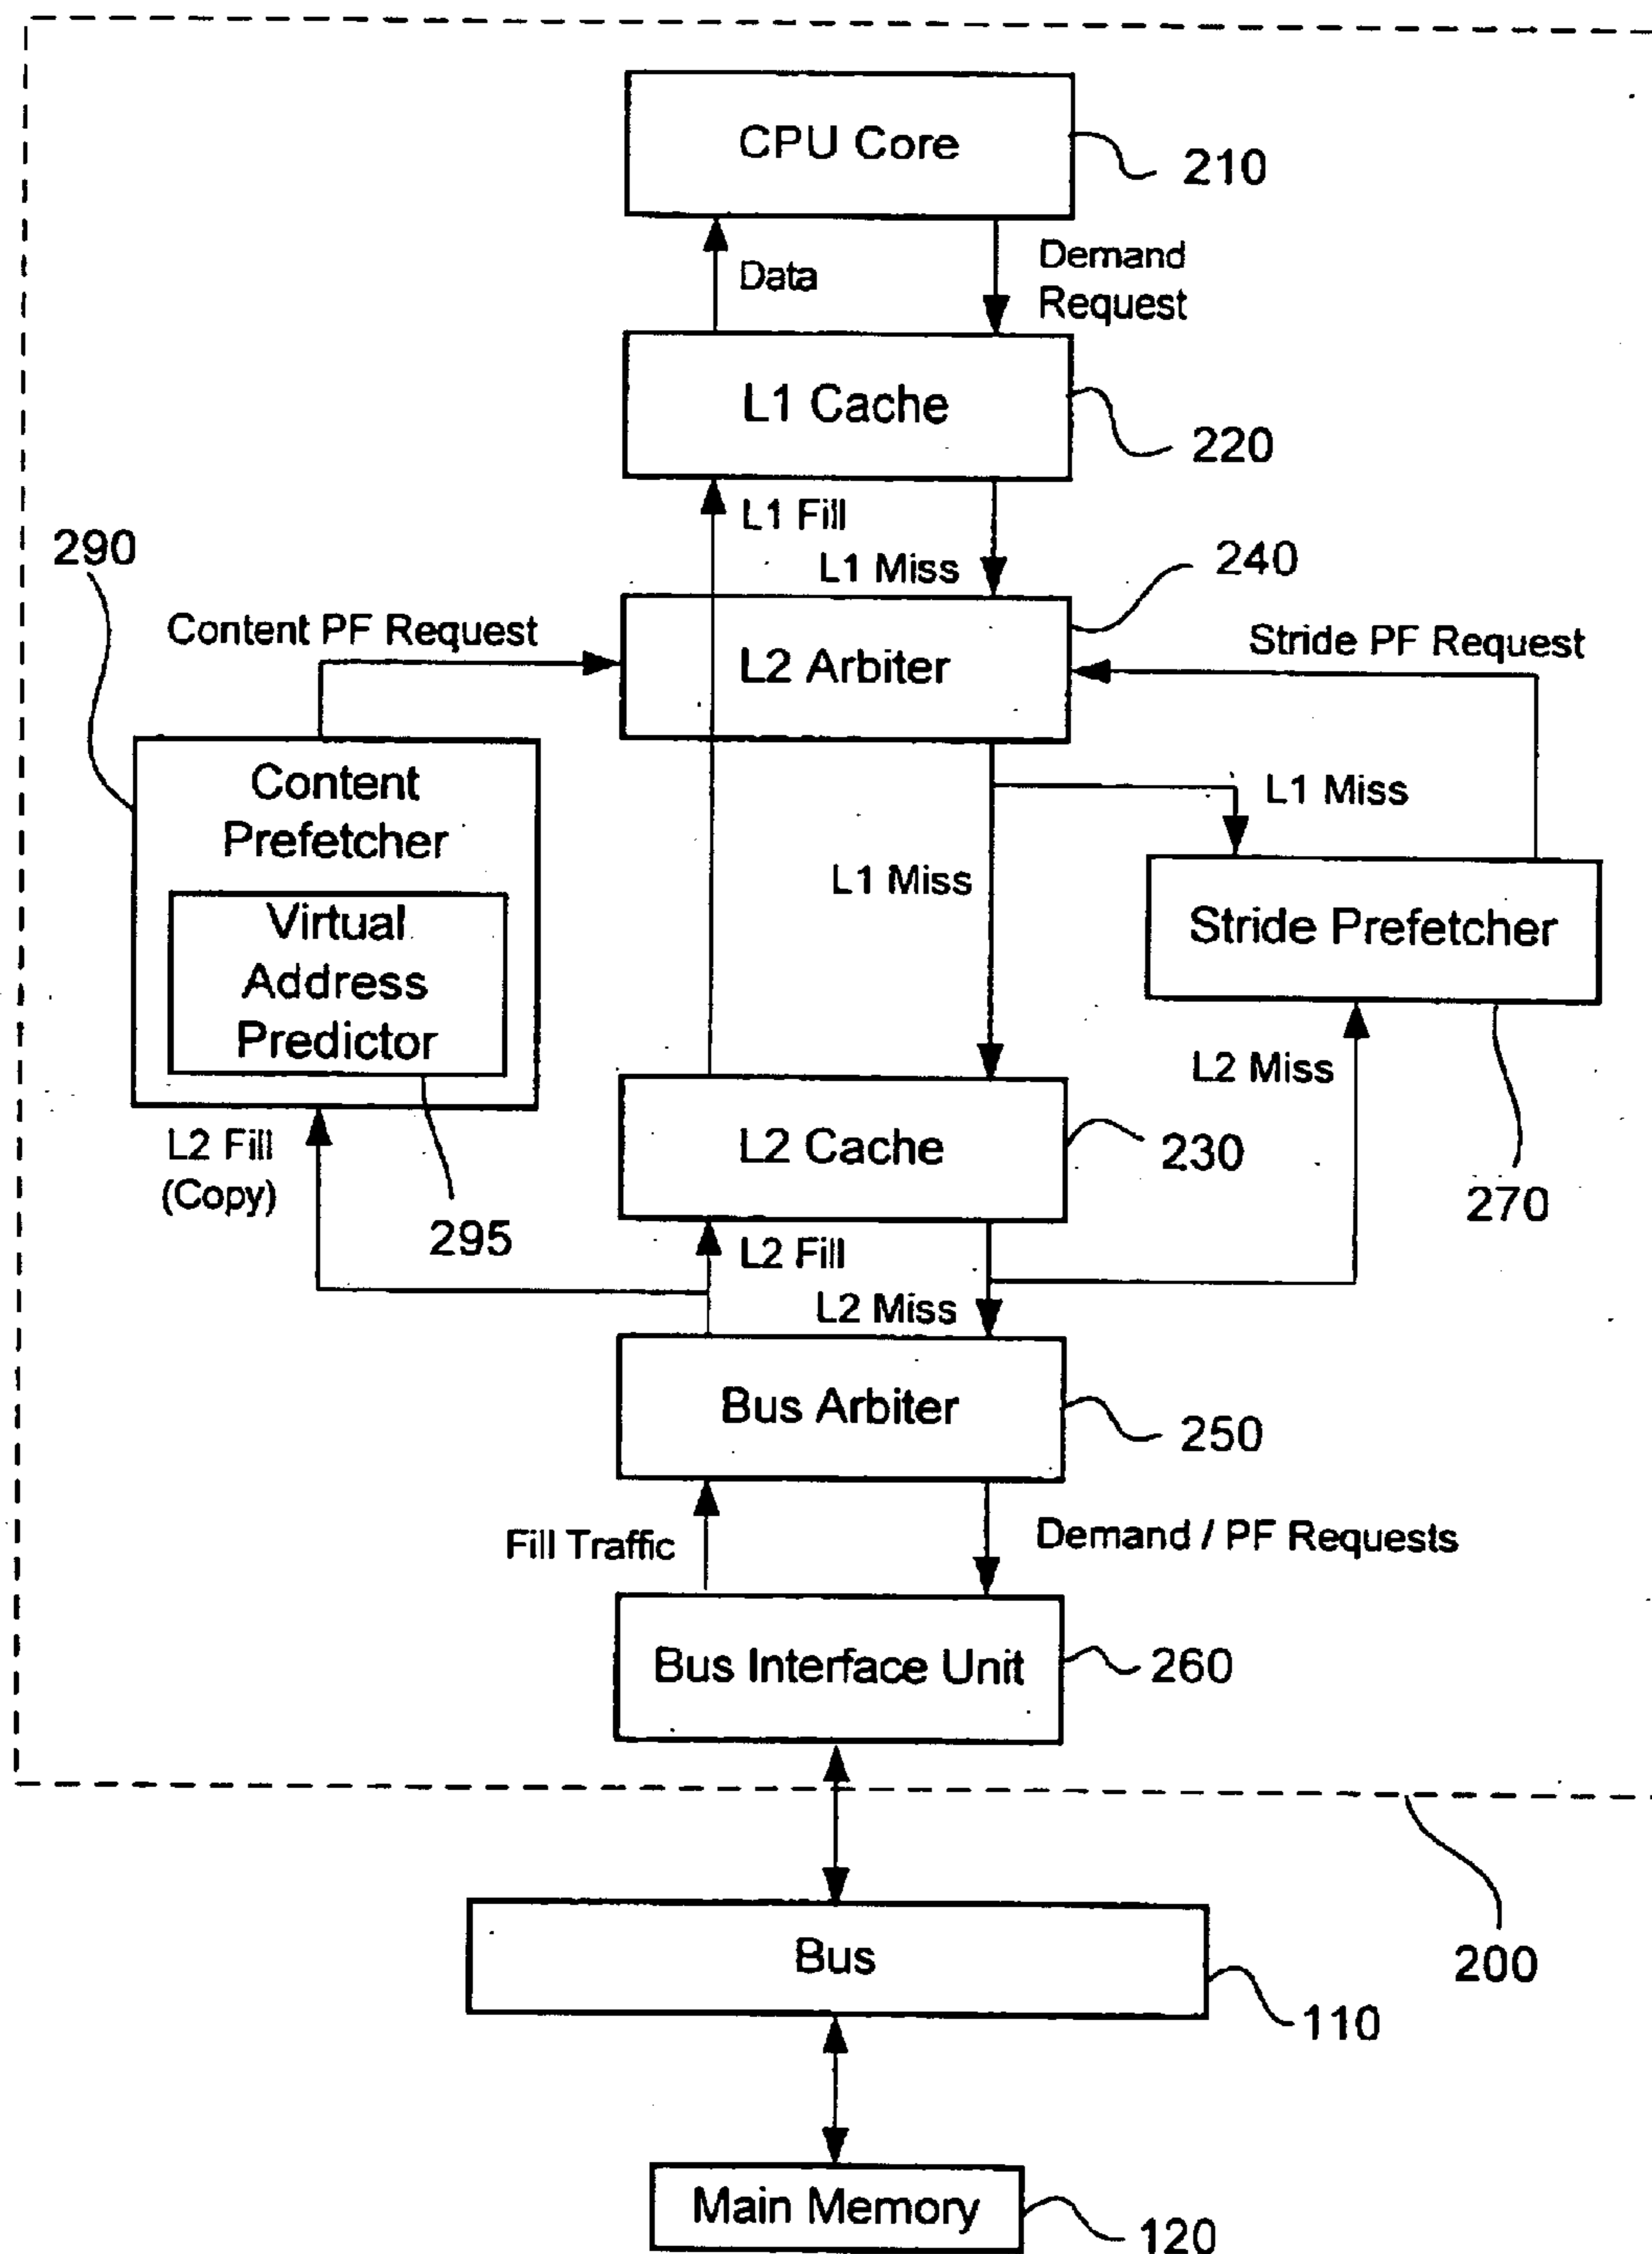 CPU Core
210
Data
Demand
Request
L1 Cache
220
L1 Fill
L1 Miss
290
240
Content PF Request
Stride PF Request
L2 Arbiter
Content
Prefetcher
L1 Miss
L1 Miss
Virtual
Address
Predictor
Stride Prefetcher
L2 Miss
L2 Fill
(Copy)
L2 Cache
230
270
295
L2 Fill
L2 Miss
Bus Arbiter
250
Fill Traffic
Demand / PF Requests
Bus Interface Unit
260
Bus
200
110
Main Memory
120